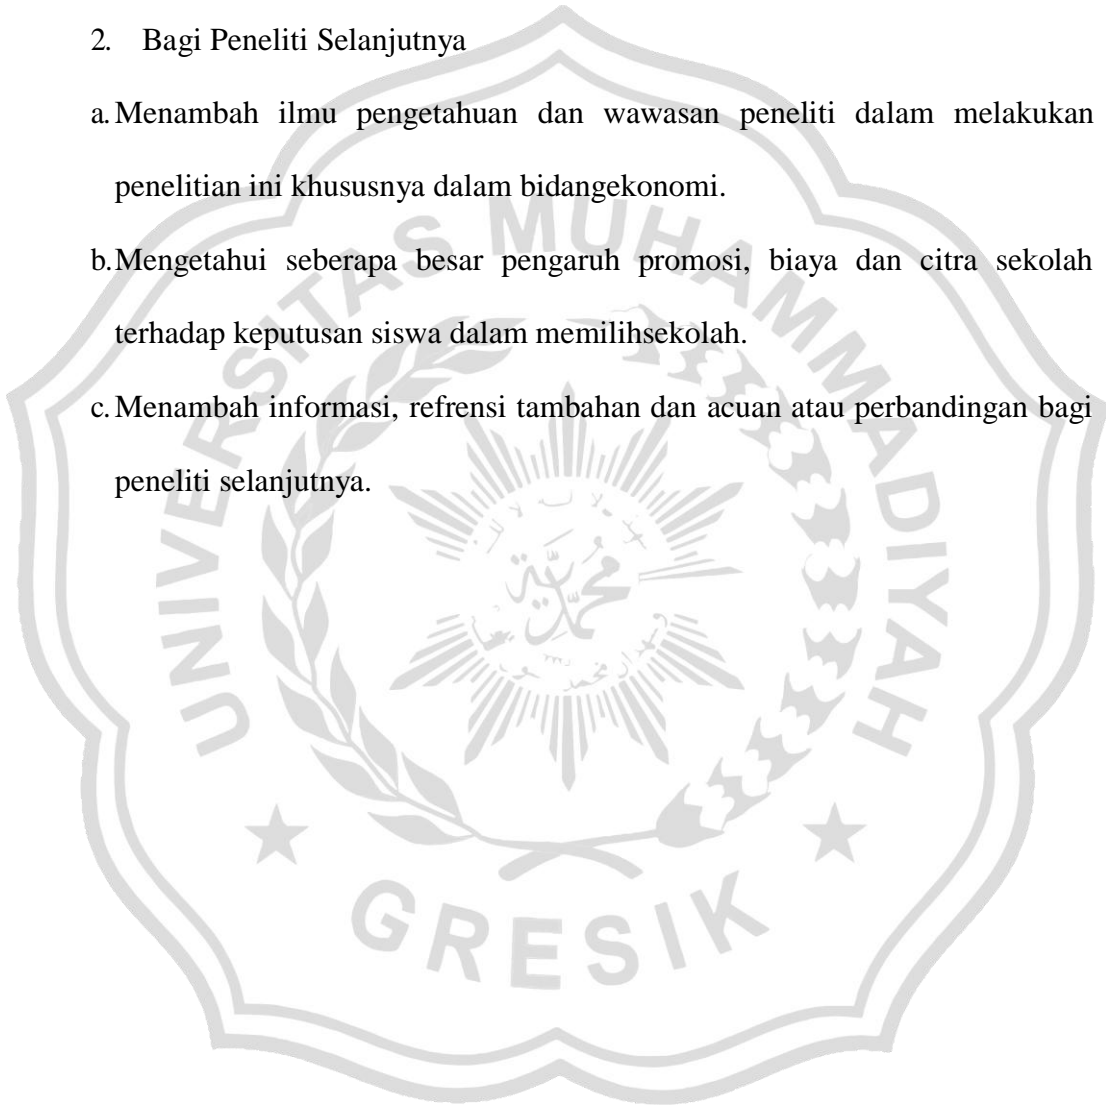 2. Bagi Peneliti Selanjutnya
a. Menambah ilmu pengetahuan dan wawasan peneliti dalam melakukan
penelitian ini khususnya dalam bidangekonomi.
b.Mengetahui seberapa besar pengaruh promosi, biaya dan citra sekolah
terhadap keputusan siswa dalam memilihsekolah.
c. Menambah informasi, refrensi tambahan dan acuan atau perbandingan bagi
peneliti selanjutnya.
UNIVERSITAS MUHAMMADIYAH
GRESIK